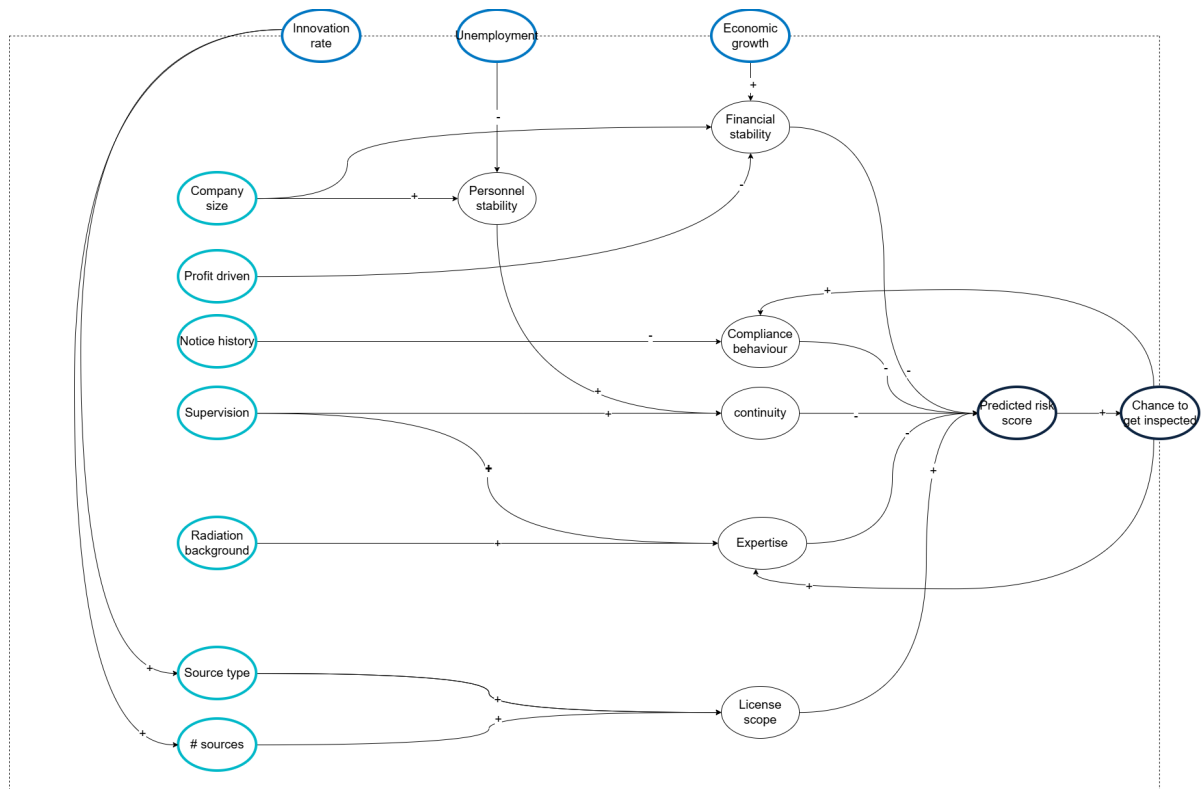 Innovation
rate
Unemployment
Economic
growth
+
-
Financial
stability
Company
size
+
Personnel
stability
-
Profit driven
+
Notice history
-
Compliance
behaviour
-
-
Supervision
+
+
continuity
-
Predicted risk
score
+
Chance to
get inspected
-
+
+
Radiation
background
+
Expertise
+
+
Source type
+
License
scope
+
+
# sources